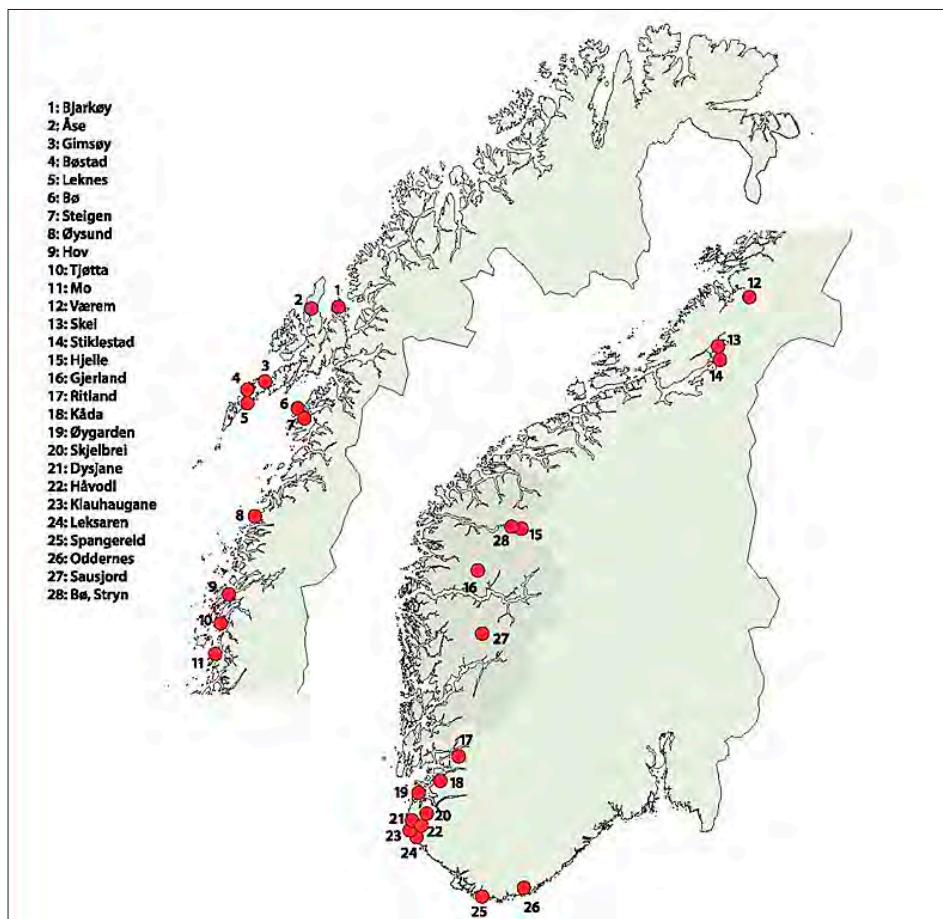 1: Bjarkøy
2: Åse
3: Gimsøy
4: Bøstad
5: Leknes
6: Bø
7: Steigen
8: Øysund
9: Hov
10: Tjøtta
11: Mo
12: Værem
13: Skei
14: Stiklestad
15: Hjelle
16: Gjerland
17: Ritland
18: Kåda
19: Øygarden
20: Skjelbrei
21: Dysjane
22: Håvodl
23: Klauhaugane
24: Leksaren
25: Spangereid
26: Oddernes
27: Sausjord
28: Bø, Stryn
12
2 1
13
14
3
4
5
6
7
8
28 15
16
9
10
27
11
17
18
19
20
21
22
23
24
25 26